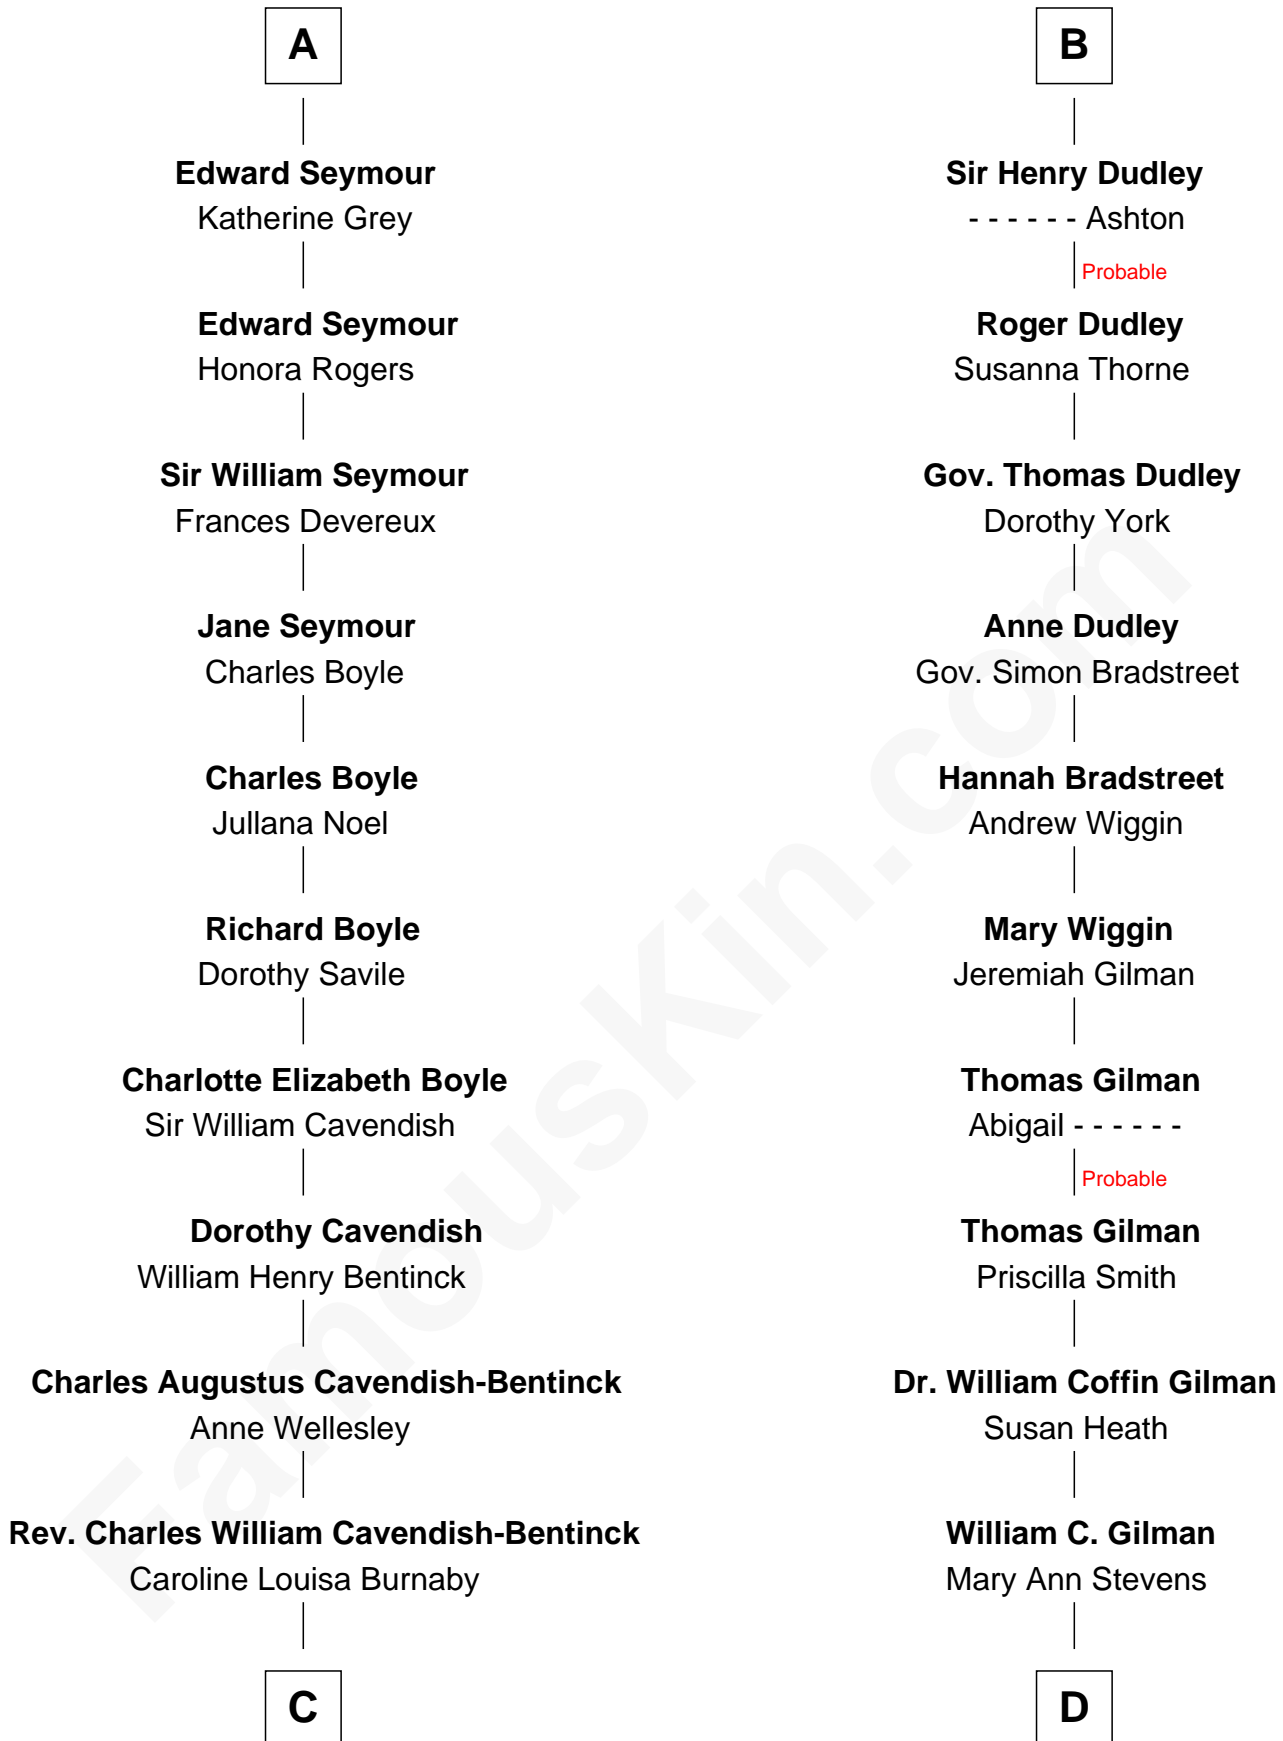 A
Edward Seymour
Katherine Grey
Edward Seymour
Honora Rogers
Sir William Seymour
Frances Devereux
Jane Seymour
Charles Boyle
Charles Boyle
Jullana Noel
Richard Boyle
Dorothy Savile
Charlotte Elizabeth Boyle
Sir William Cavendish
Dorothy Cavendish
William Henry Bentinck
Charles Augustus Cavendish-Bentinck
Anne Wellesley
Rev. Charles William Cavendish-Bentinck
Caroline Louisa Burnaby
C
B
Sir Henry Dudley
- - - - - - Ashton
Probable
Roger Dudley
Susanna Thorne
Gov. Thomas Dudley
Dorothy York
Anne Dudley
Gov. Simon Bradstreet
Hannah Bradstreet
Andrew Wiggin
Mary Wiggin
Jeremiah Gilman
Thomas Gilman
Abigail - - - - - -
Probable
Thomas Gilman
Priscilla Smith
Dr. William Coffin Gilman
Susan Heath
William C. Gilman
Mary Ann Stevens
D
FamousKin.com